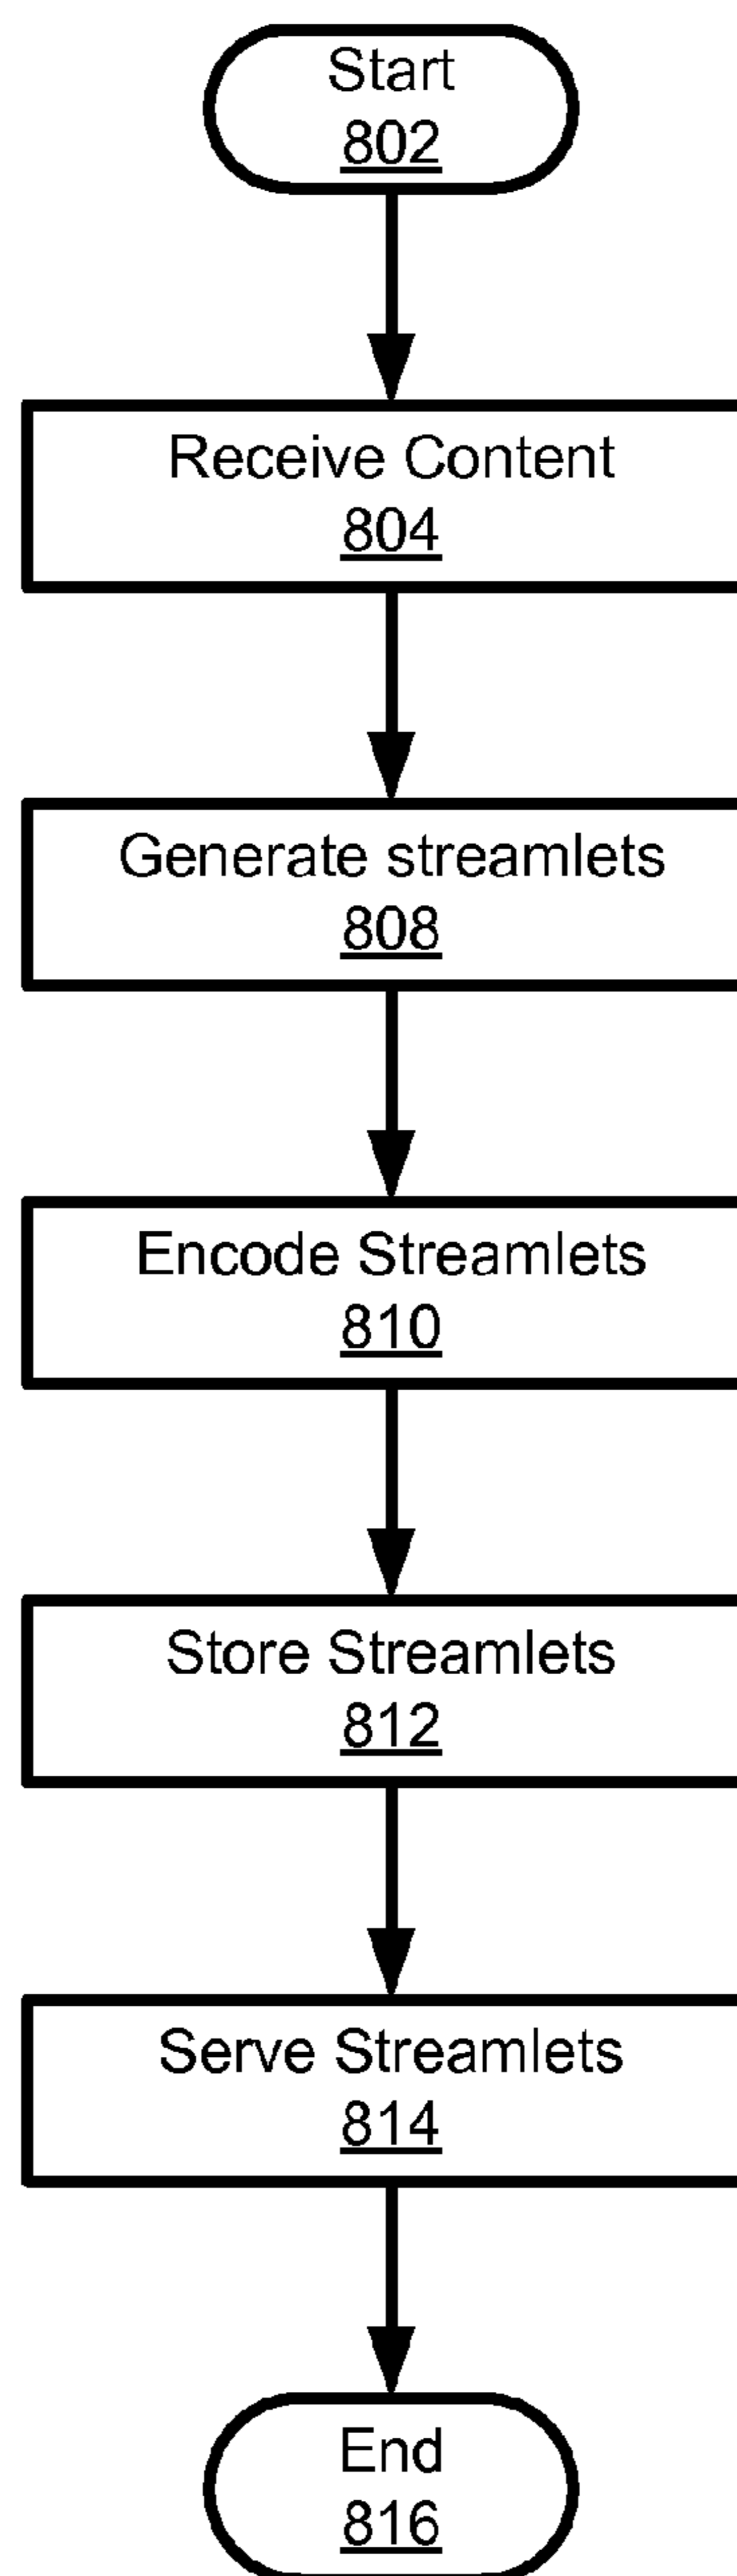 Start
802
Receive Content
804
Generate streamlets
808
Encode Streamlets
810
Store Streamlets
812
Serve Streamlets
814
End
816